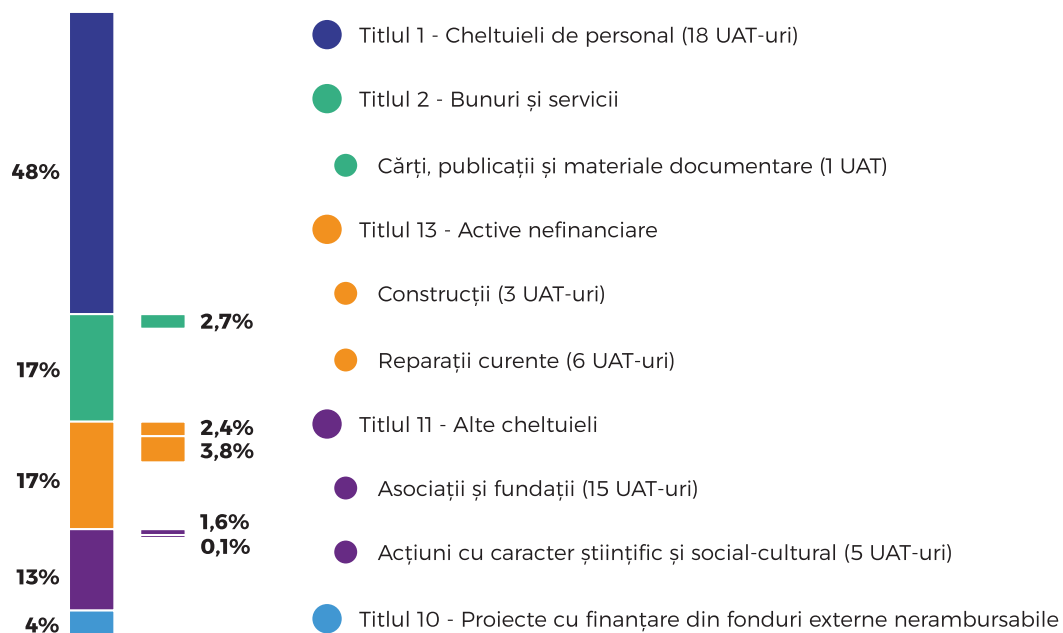 48%
17%
17%
13%
4%
2,7%
2,4%
3,8%
1,6%
0,1%
Titlul 1 - Cheltuieli de personal (18 UAT-uri)
Titlul 2 - Bunuri și servicii
Cărți, publicații și materiale documentare (1 UAT)
Titlul 13 - Active nefinanciare
Construcții (3 UAT-uri)
Reparații curente (6 UAT-uri)
Titlul 11 - Alte cheltuieli
Asociații și fundații (15 UAT-uri)
Acțiuni cu caracter științific și social-cultural (5 UAT-uri)
Titlul 10 - Proiecte cu finanțare din fonduri externe nerambursabile